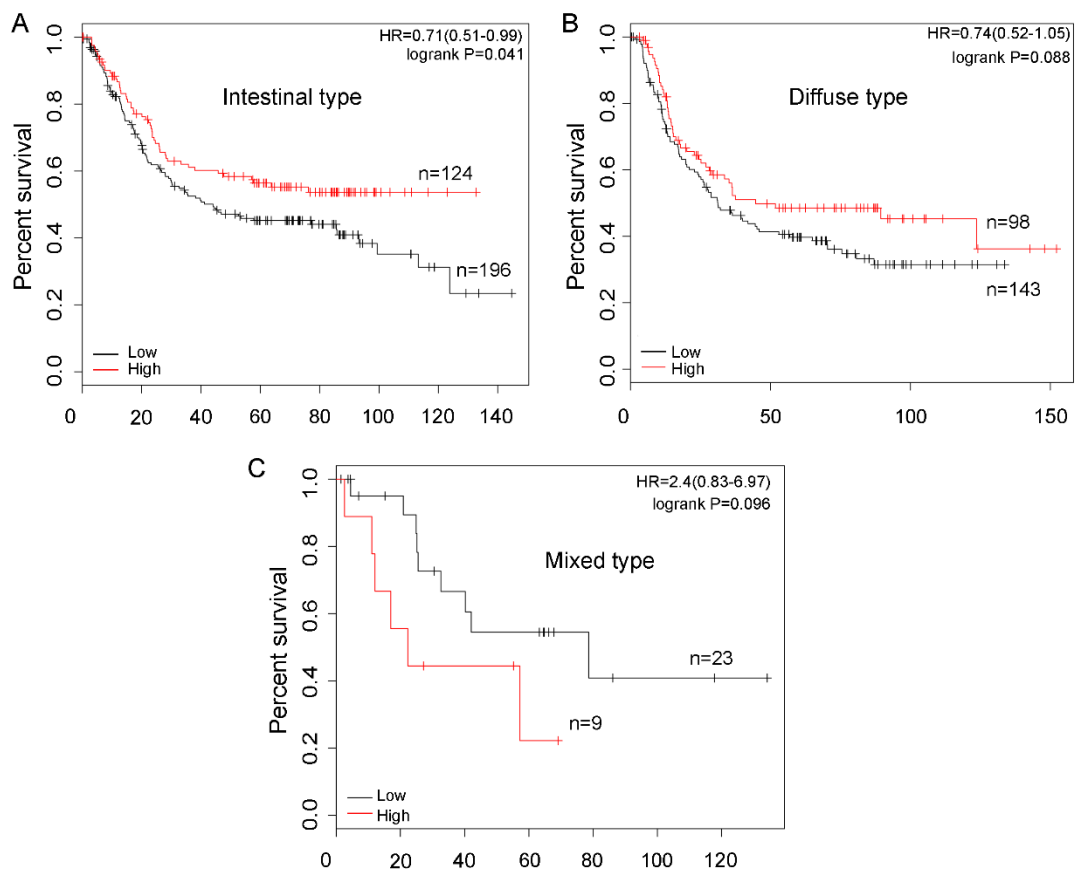 A
HR=0.71(0.51-0.99)
logrank P=0.041
Intestinal type
Percent survival
1.0
0.8
0.6
0.4
0.2
0.0
n=124
n=196
Low
High
0 20 40 60 80 100 120 140
B
HR=0.74(0.52-1.05)
logrank P=0.088
Diffuse type
Percent survival
1.0
0.8
0.6
0.4
0.2
0.0
n=98
n=143
Low
High
0 50 100 150
C
HR=2.4(0.83-6.97)
logrank P=0.096
Mixed type
Percent survival
1.0
0.8
0.6
0.4
0.2
0.0
n=23
n=9
Low
High
0 20 40 60 80 100 120